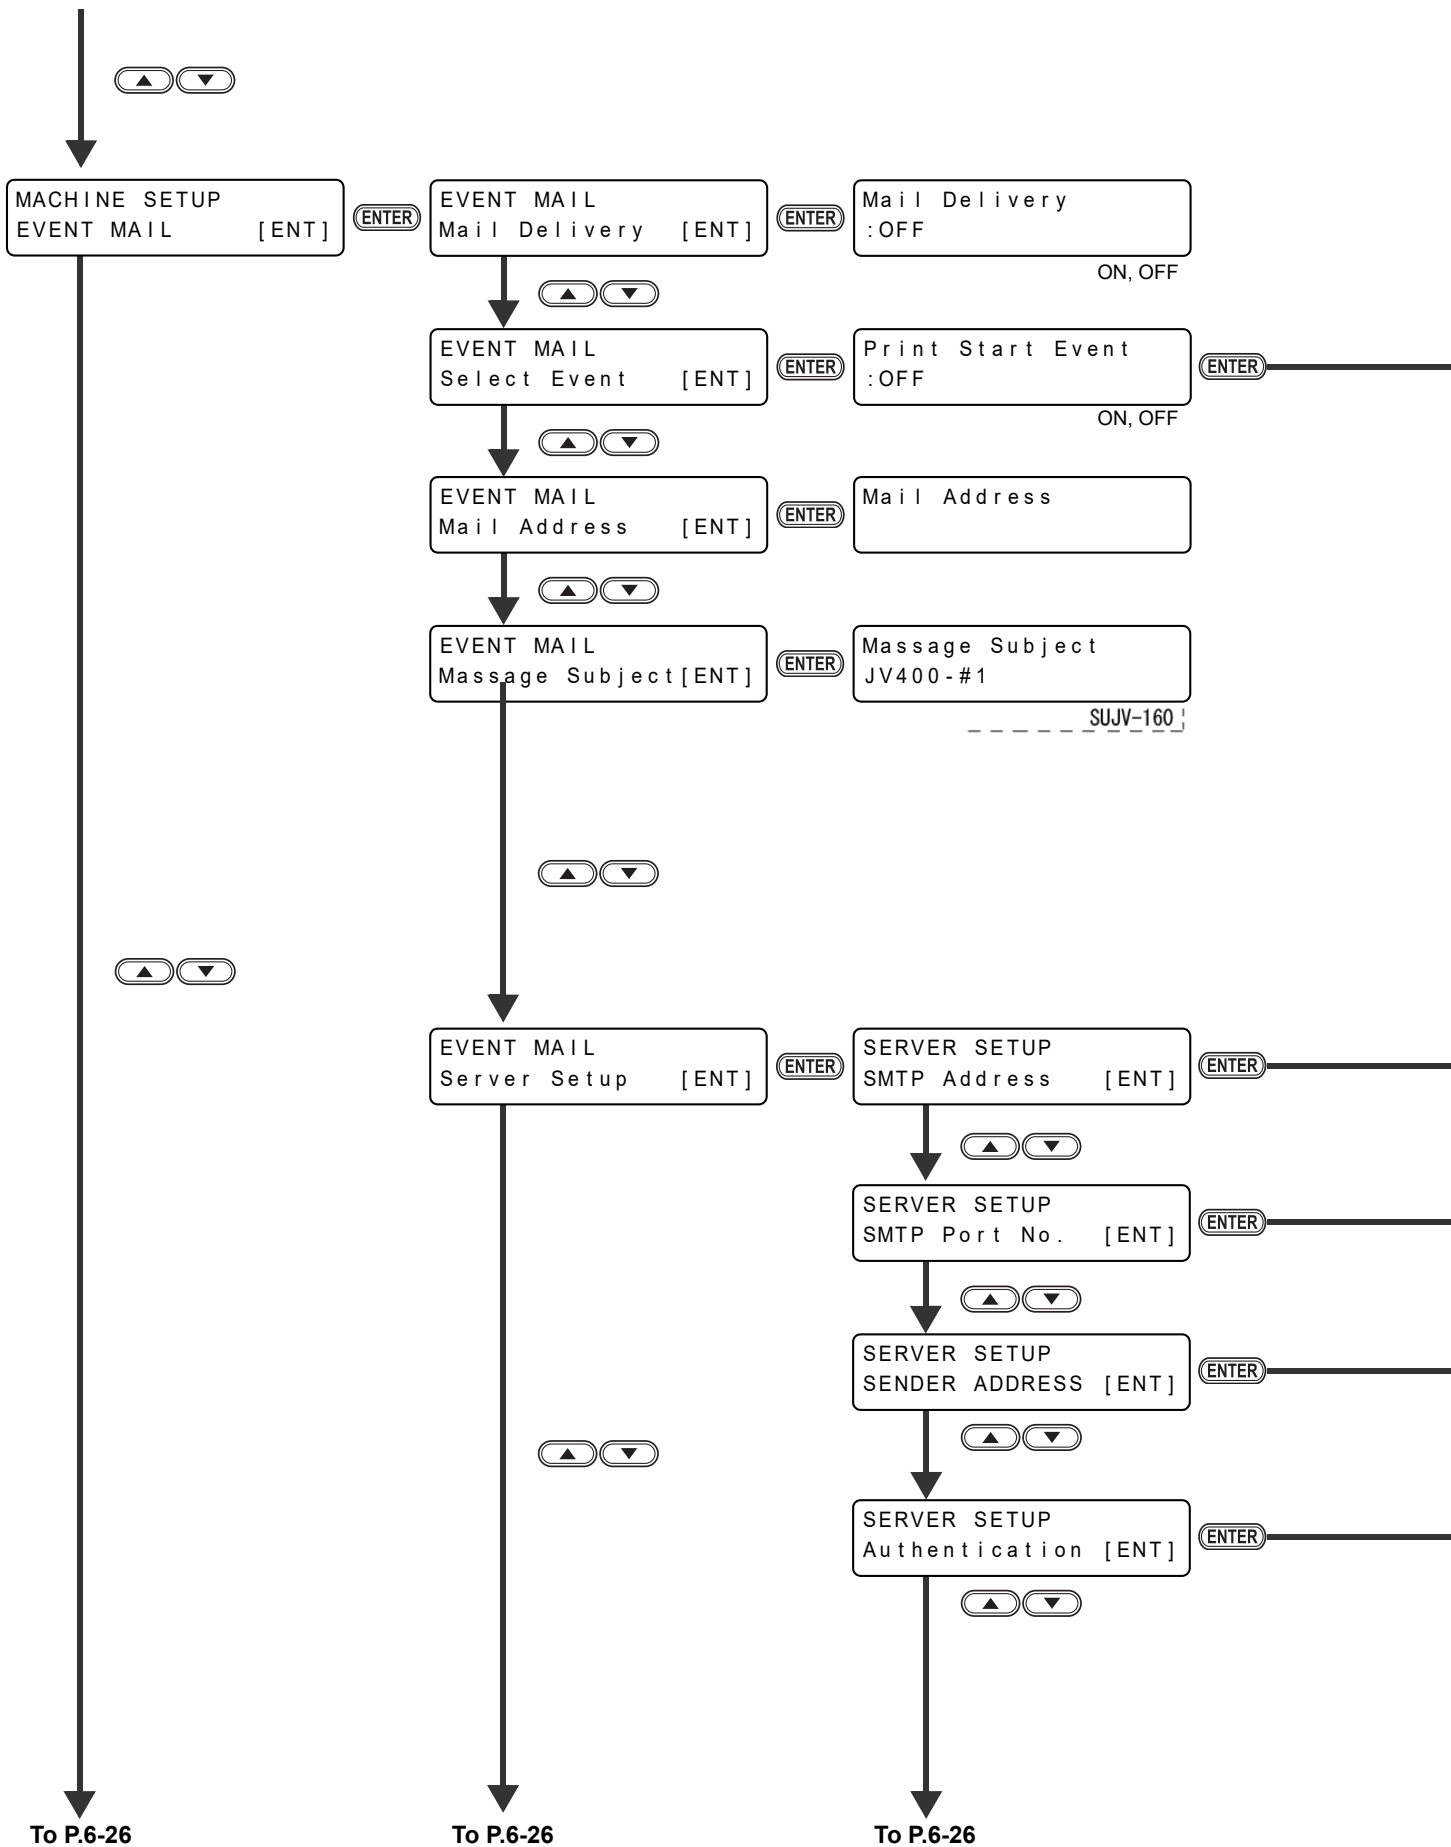 MACHINE SETUP
EVENT MAIL [ENT]
ENTER
EVENT MAIL
Mail Delivery [ENT]
ENTER
Mail Delivery
:OFF
ON, OFF
EVENT MAIL
Select Event [ENT]
ENTER
Print Start Event
:OFF
ENTER
ON, OFF
EVENT MAIL
Mail Address [ENT]
ENTER
Mail Address
EVENT MAIL
Massage Subject[ENT]
ENTER
Massage Subject
JV400-#1
SUJV-160
EVENT MAIL
Server Setup [ENT]
ENTER
SERVER SETUP
SMTP Address [ENT]
ENTER
SERVER SETUP
SMTP Port No. [ENT]
ENTER
SERVER SETUP
SENDER ADDRESS [ENT]
ENTER
SERVER SETUP
Authentication [ENT]
ENTER
To P.6-26
To P.6-26
To P.6-26